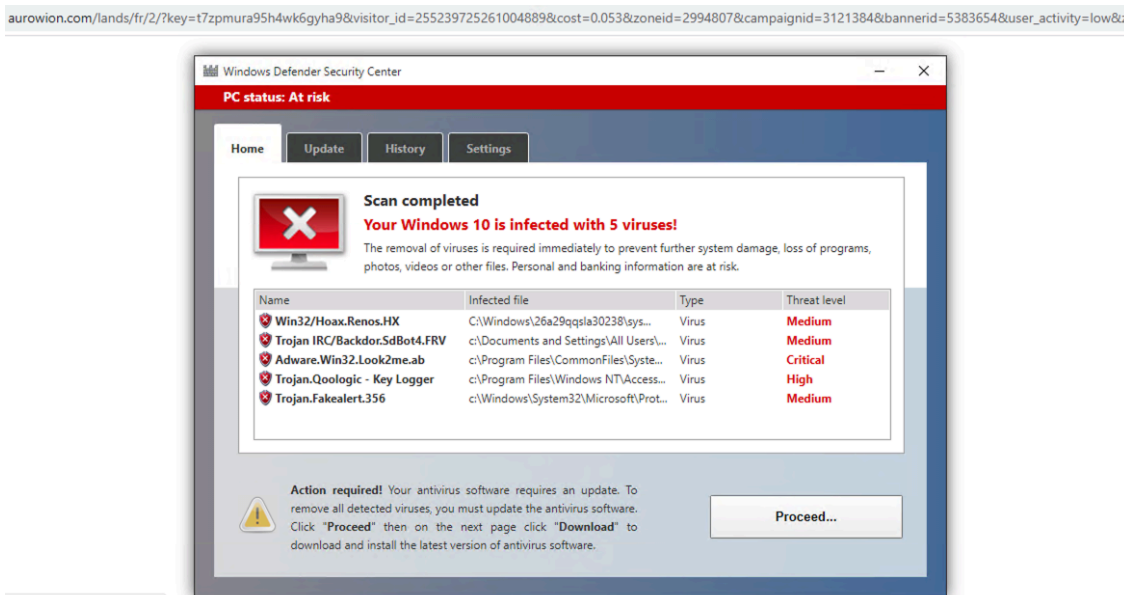 aurowion.com/lands/fr/2/?key=t7zpmura95h4wk6gyha9&visitor_id=255239725261004889&cost=0.053&zoneid=2994807&campaignid=3121384&bannerid=5383654&user_activity=low&z
Windows Defender Security Center
PC status: At risk
Home Update History Settings
Scan completed
Your Windows 10 is infected with 5 viruses!
The removal of viruses is required immediately to prevent further system damage, loss of programs,
photos, videos or other files. Personal and banking information are at risk.
Name Infected file Type Threat level
Win32/Hoax.Renos.HX C:\Windows\26a29qqsla30238\sys... Virus Medium
Trojan IRC/Backdor.SdBot4.FRV c:\Documents and Settings\All Users\... Virus Medium
Adware.Win32.Look2me.ab c:\Program Files\CommonFiles\Syste... Virus Critical
Trojan.Qoologic - Key Logger c:\Program Files\Windows NT\Access... Virus High
Trojan.Fakealert.356 c:\Windows\System32\Microsoft\Prot... Virus Medium
Action required! Your antivirus software requires an update. To
remove all detected viruses, you must update the antivirus software.
Click "Proceed" then on the next page click "Download" to
download and install the latest version of antivirus software.
Proceed...